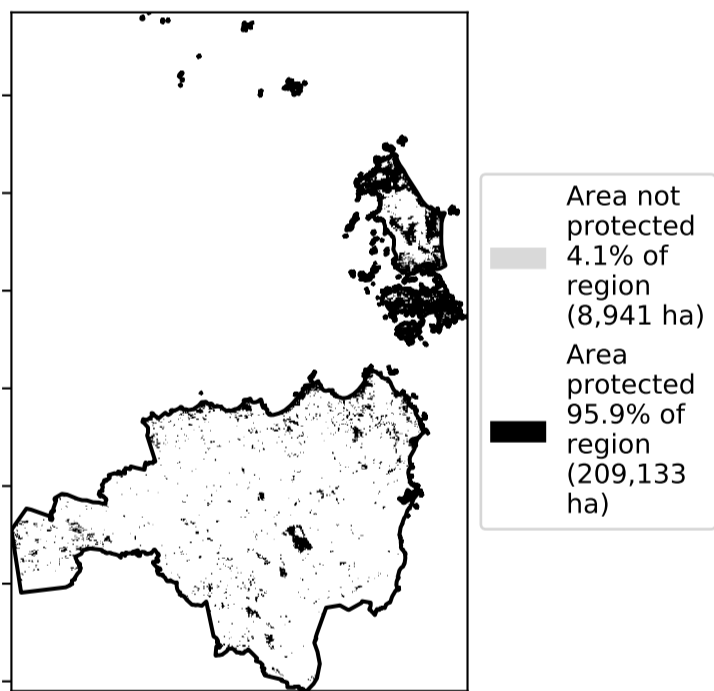 Area not
protected
4.1% of
region
(8,941 ha)
Area
protected
95.9% of
region
(209,133
ha)